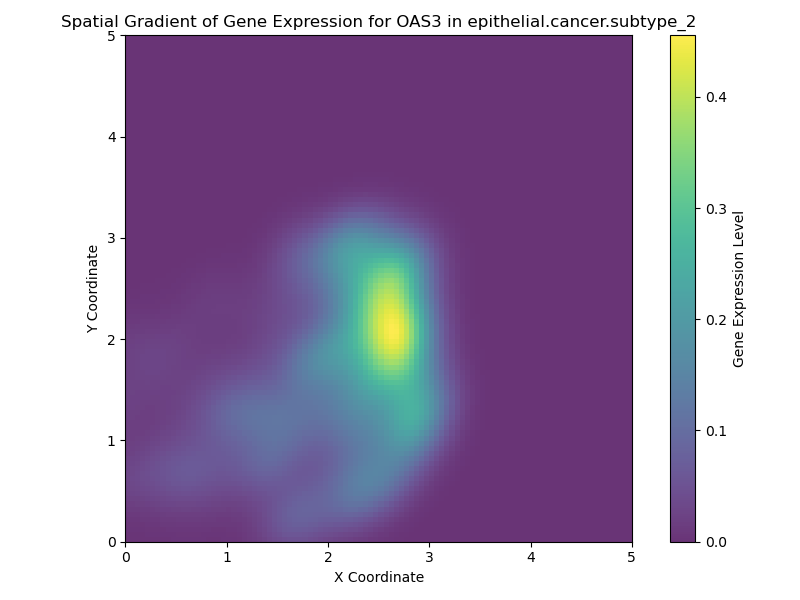 Spatial Gradient of Gene Expression for OAS3 in epithelial.cancer.subtype_2
5
4
3
2
1
0
Y Coordinate
0 1 2 3 4 5
X Coordinate
0.4
0.3
0.2
0.1
0.0
Gene Expression Level